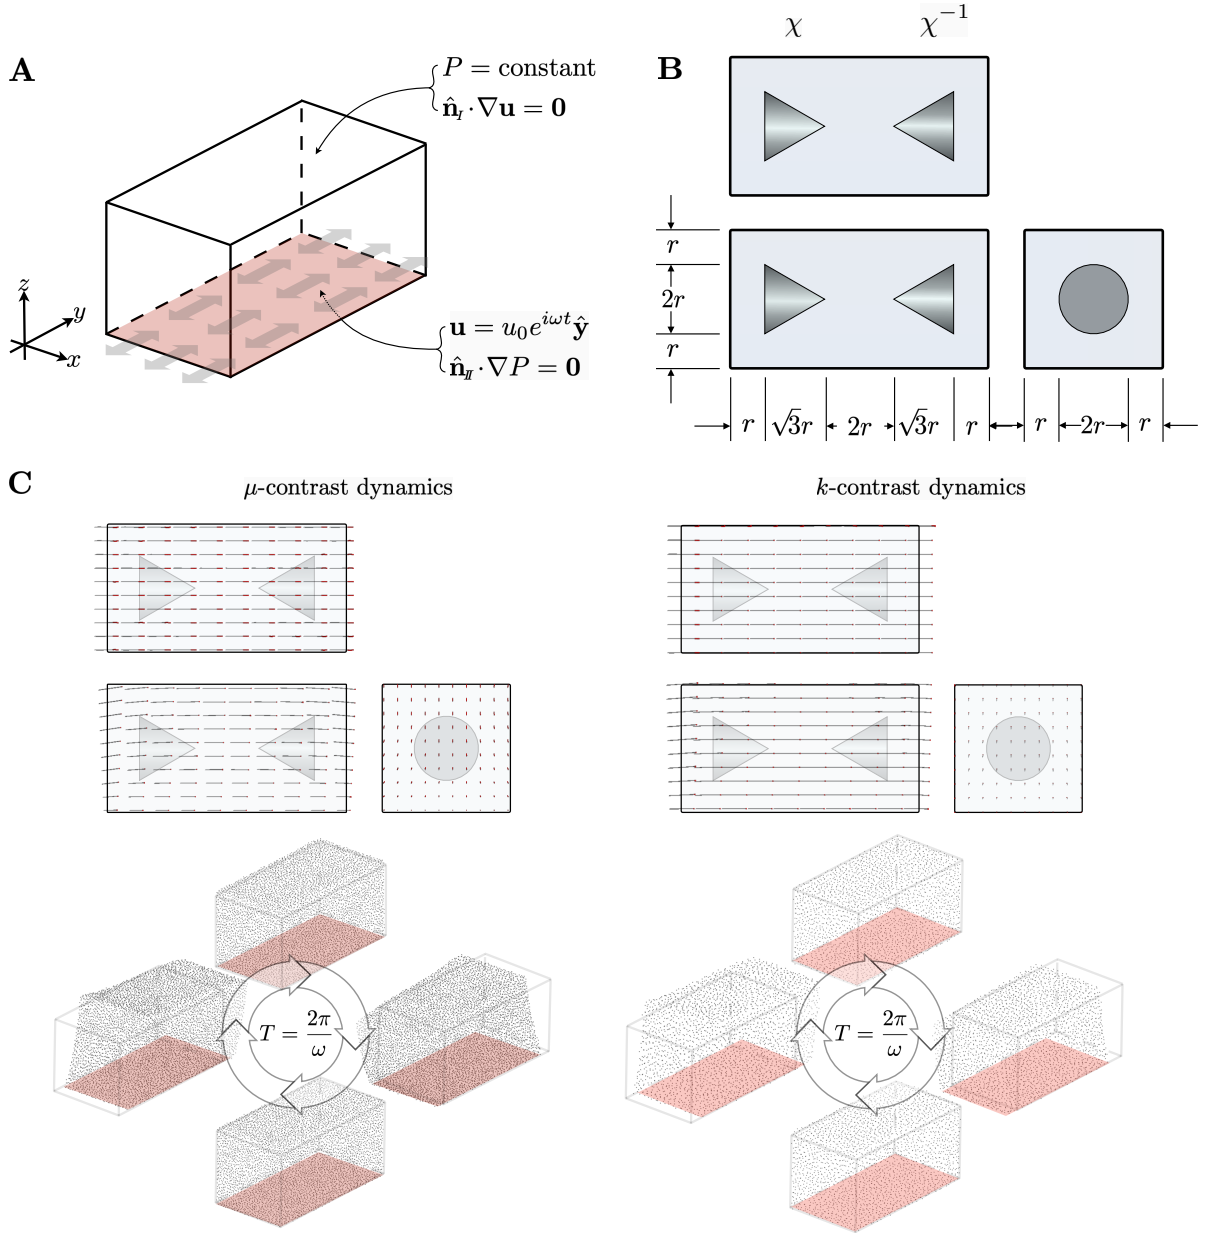 A
P = constant
n̂_I · ∇u = 0
u = u₀e^{iωt}ŷ
n̂_II · ∇P = 0
z
y
x
B
χ
χ⁻¹
r
2r
r
r
√3r
2r
√3r
r
r
2r
r
C
μ-contrast dynamics
k-contrast dynamics
T = 2π/ω
T = 2π/ω